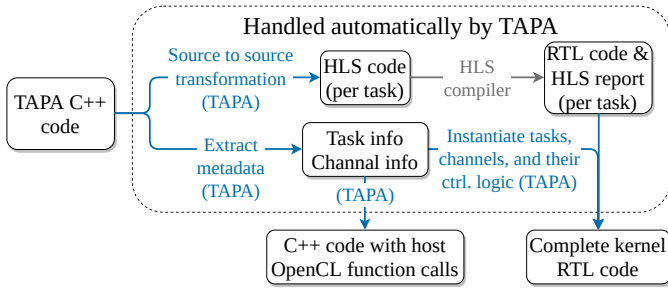 Handled automatically by TAPA
Source to source
transformation
(TAPA)
HLS code
(per task)
HLS
compiler
RTL code &
HLS report
(per task)
TAPA C++
code
Extract
metadata
(TAPA)
Task info
Channal info
Instantiate tasks,
channels, and their
ctrl. logic (TAPA)
(TAPA)
C++ code with host
OpenCL function calls
Complete kernel
RTL code